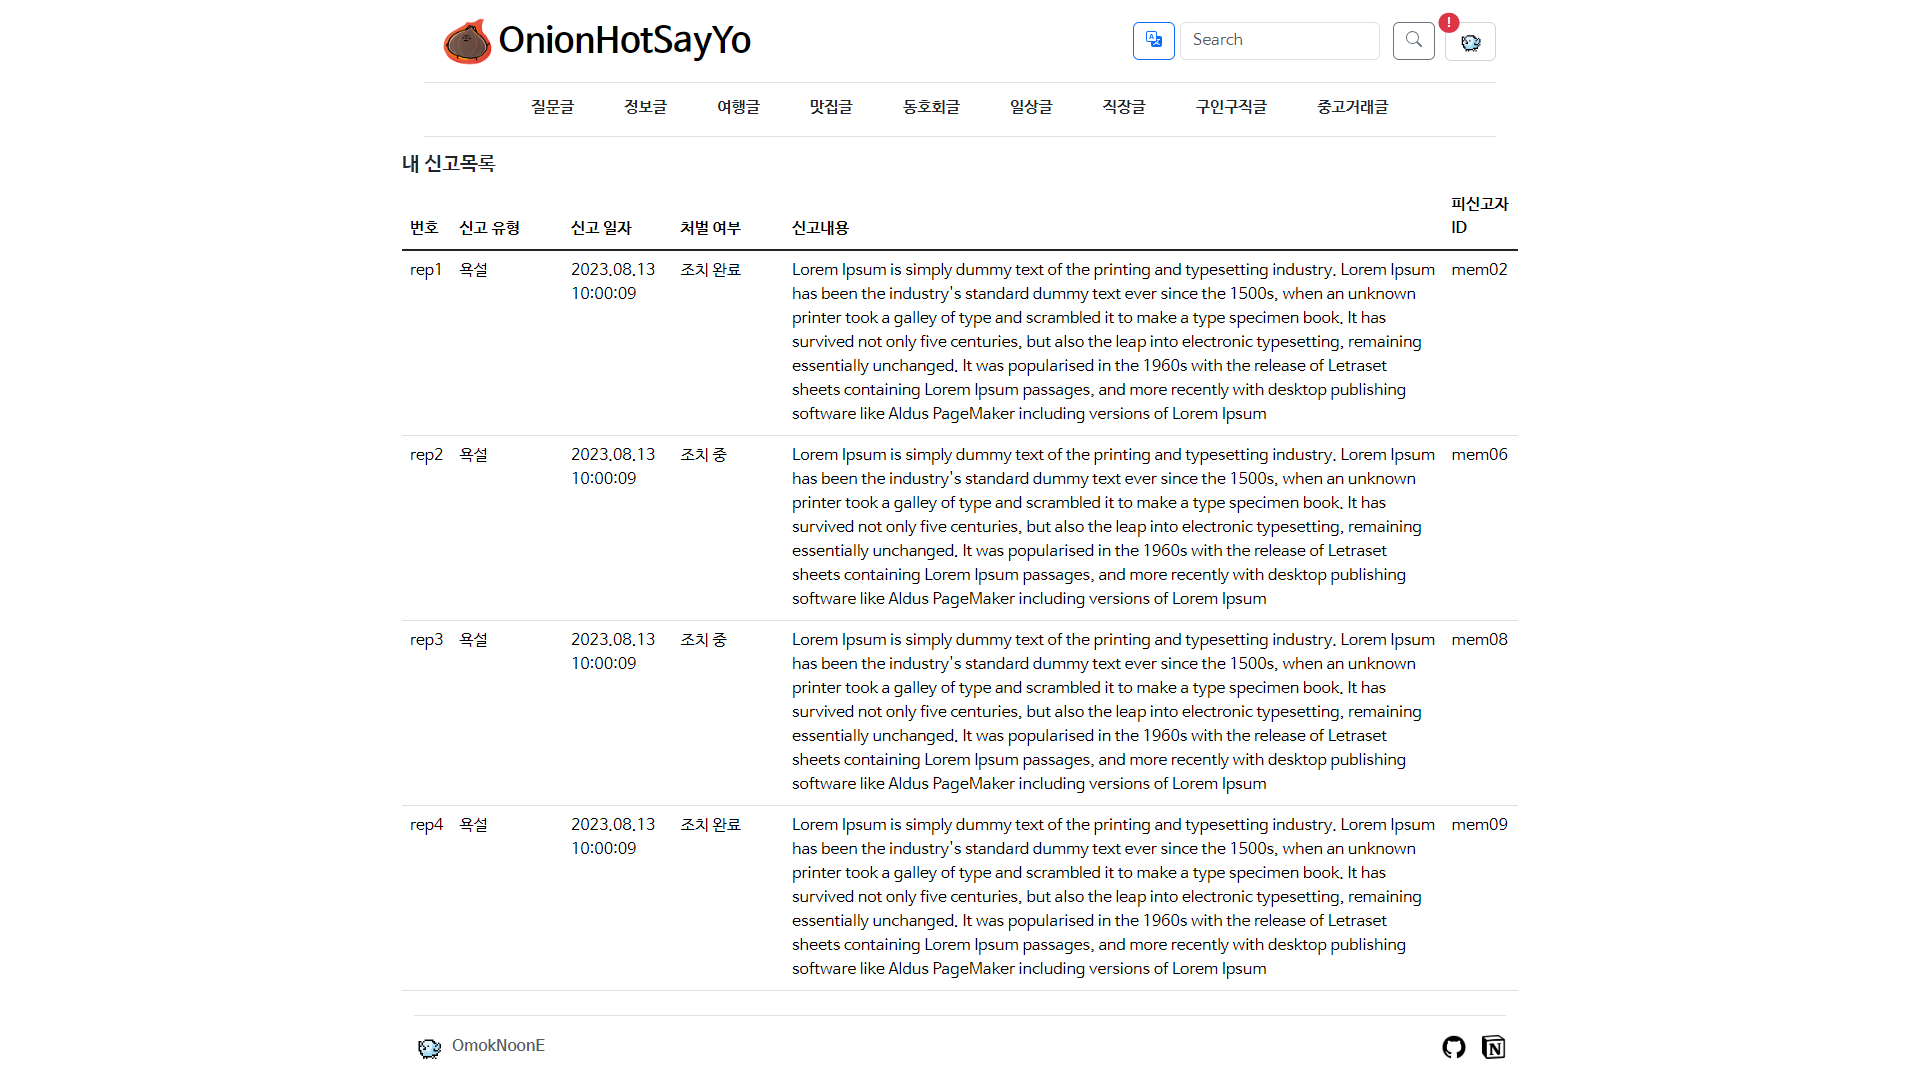 OnionHotSayYo
Search
!
질문글 정보글 여행글 맛집글 동호회글 일상글 직장글 구인구직글 중고거래글
내 신고목록
번호 신고 유형 신고 일자 처벌 여부 신고내용 피신고자
ID
rep1 욕설 2023.08.13 조치 완료 Lorem Ipsum is simply dummy text of the printing and typesetting industry. Lorem Ipsum mem02
10:00:09 has been the industry's standard dummy text ever since the 1500s, when an unknown
printer took a galley of type and scrambled it to make a type specimen book. It has
survived not only five centuries, but also the leap into electronic typesetting, remaining
essentially unchanged. It was popularised in the 1960s with the release of Letraset
sheets containing Lorem Ipsum passages, and more recently with desktop publishing
software like Aldus PageMaker including versions of Lorem Ipsum
rep2 욕설 2023.08.13 조치 중 Lorem Ipsum is simply dummy text of the printing and typesetting industry. Lorem Ipsum mem06
10:00:09 has been the industry's standard dummy text ever since the 1500s, when an unknown
printer took a galley of type and scrambled it to make a type specimen book. It has
survived not only five centuries, but also the leap into electronic typesetting, remaining
essentially unchanged. It was popularised in the 1960s with the release of Letraset
sheets containing Lorem Ipsum passages, and more recently with desktop publishing
software like Aldus PageMaker including versions of Lorem Ipsum
rep3 욕설 2023.08.13 조치 중 Lorem Ipsum is simply dummy text of the printing and typesetting industry. Lorem Ipsum mem08
10:00:09 has been the industry's standard dummy text ever since the 1500s, when an unknown
printer took a galley of type and scrambled it to make a type specimen book. It has
survived not only five centuries, but also the leap into electronic typesetting, remaining
essentially unchanged. It was popularised in the 1960s with the release of Letraset
sheets containing Lorem Ipsum passages, and more recently with desktop publishing
software like Aldus PageMaker including versions of Lorem Ipsum
rep4 욕설 2023.08.13 조치 완료 Lorem Ipsum is simply dummy text of the printing and typesetting industry. Lorem Ipsum mem09
10:00:09 has been the industry's standard dummy text ever since the 1500s, when an unknown
printer took a galley of type and scrambled it to make a type specimen book. It has
survived not only five centuries, but also the leap into electronic typesetting, remaining
essentially unchanged. It was popularised in the 1960s with the release of Letraset
sheets containing Lorem Ipsum passages, and more recently with desktop publishing
software like Aldus PageMaker including versions of Lorem Ipsum
OmokNoonE